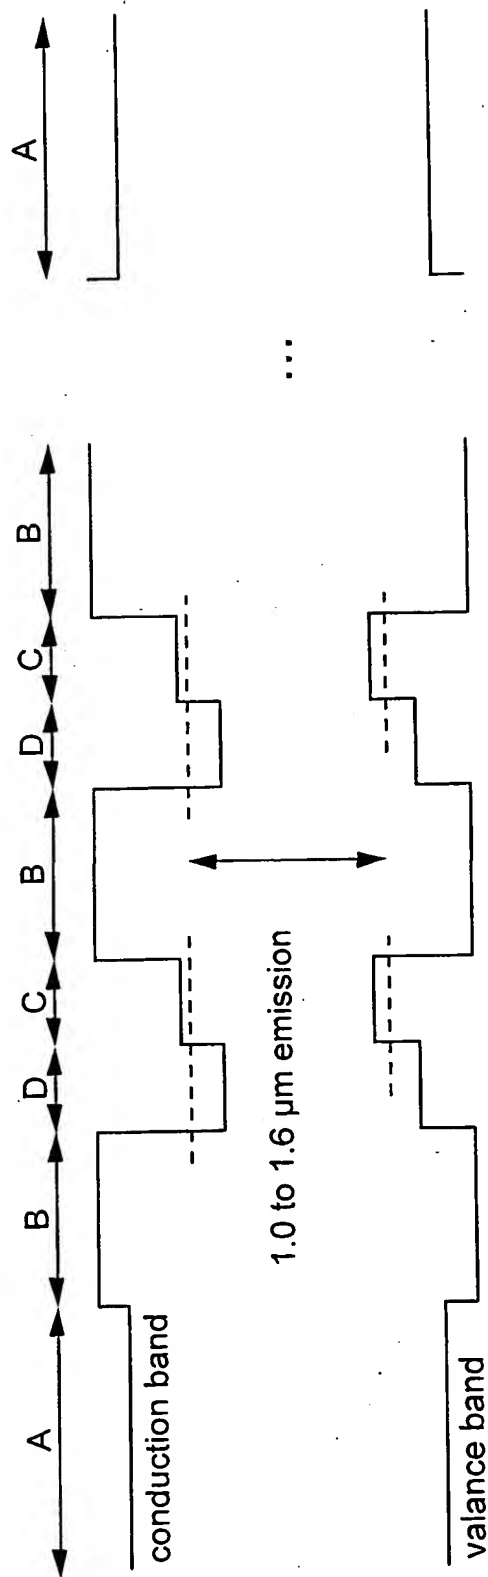 A
B
D
C
B
D
C
B
A
conduction band
1.0 to 1.6 µm emission
...
valance band